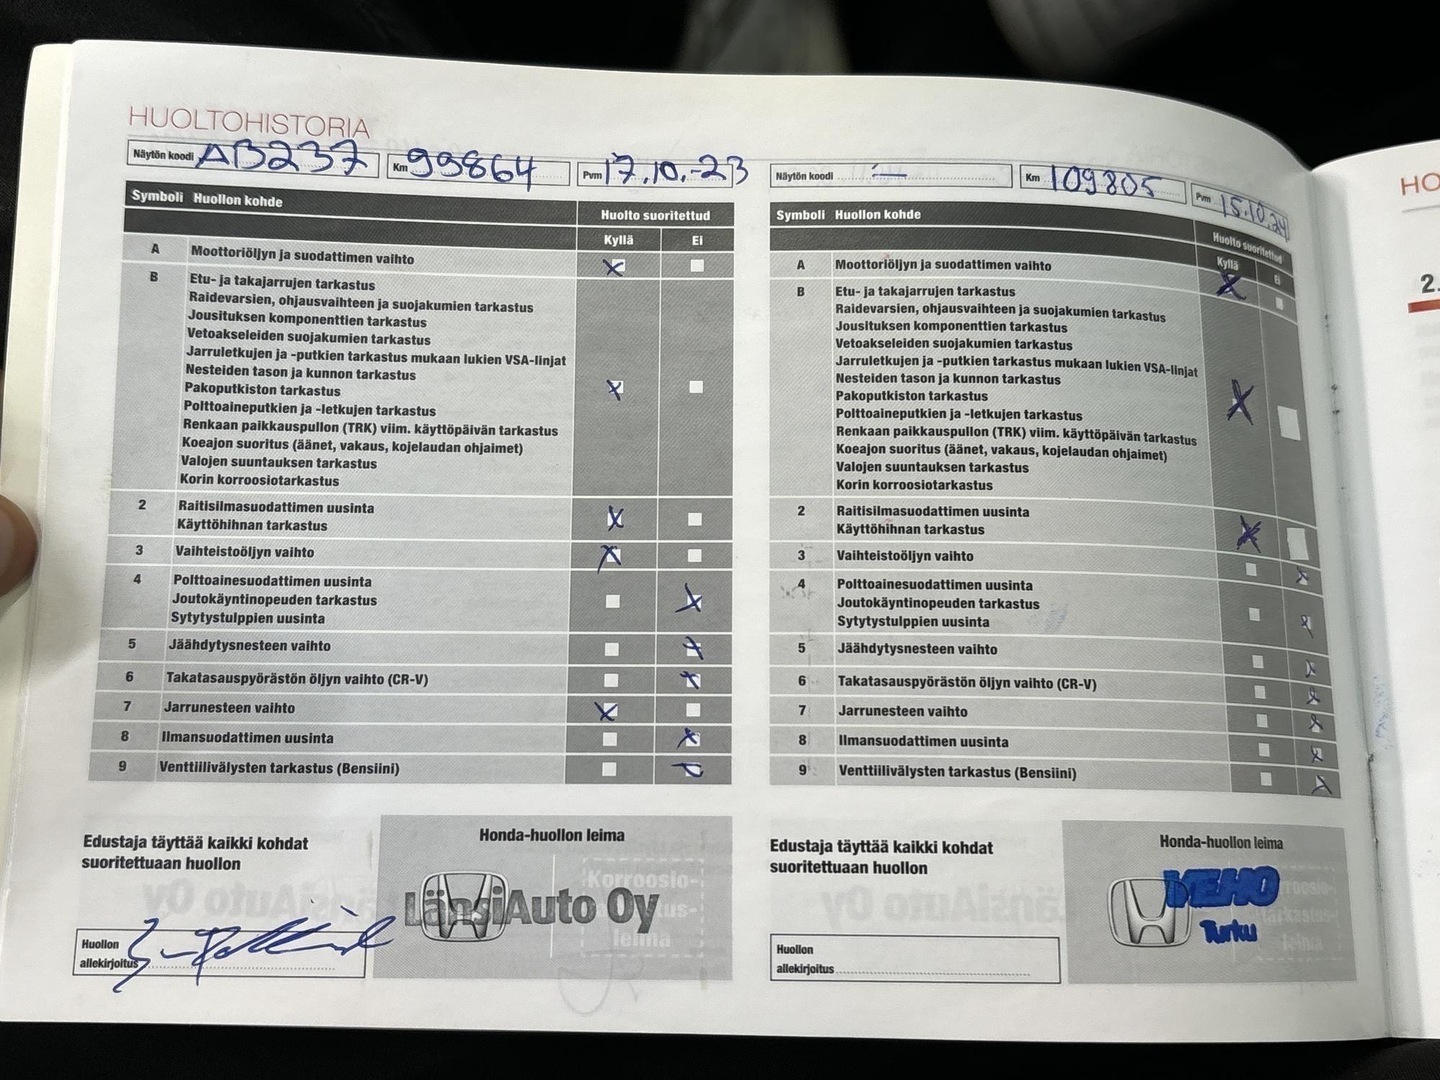 HUOLTOHISTORIA
Näytön koodi AB237 Km 99864 Pvm 17.10.-23
Symboli Huollon kohde Huolto suoritettud
Kyllä Ei
A Moottoriöljyn ja suodattimen vaihto
B Etu- ja takajarrujen tarkastus
Raidevarsien, ohjausvaihteen ja suojakumien tarkastus
Jousituksen komponenttien tarkastus
Vetoakseleiden suojakumien tarkastus
Jarruletkujen ja -putkien tarkastus mukaan lukien VSA-linjat
Nesteiden tason ja kunnon tarkastus
Pakoputkiston tarkastus
Polttoaineputkien ja -letkujen tarkastus
Renkaan paikkauspullon (TRK) viim. käyttöpäivän tarkastus
Koeajon suoritus (äänet, vakaus, kojelaudan ohjaimet)
Valojen suuntauksen tarkastus
Korin korroosiotarkastus
2 Raitisilmasuodattimen uusinta
Käyttöhihnan tarkastus
3 Vaihteistoöljyn vaihto
4 Polttoainesuodattimen uusinta
Joutokäyntinopeuden tarkastus
Sytytystulppien uusinta
5 Jäähdytysnesteen vaihto
6 Takatasauspyörästön öljyn vaihto (CR-V)
7 Jarrunesteen vaihto
8 Ilmansuodattimen uusinta
9 Venttiilivälysten tarkastus (Bensiini)
Edustaja täyttää kaikki kohdat
suoritettuaan huollon
Honda-huollon leima
Korroosio-
tus-
leima
LänsiAuto Oy
Huollon
allekirjoitus
Näytön koodi — Km 109805 Pvm 15.10.24
Symboli Huollon kohde Huolto suoritettud
Kyllä Ei
A Moottoriöljyn ja suodattimen vaihto
B Etu- ja takajarrujen tarkastus
Raidevarsien, ohjausvaihteen ja suojakumien tarkastus
Jousituksen komponenttien tarkastus
Vetoakseleiden suojakumien tarkastus
Jarruletkujen ja -putkien tarkastus mukaan lukien VSA-linjat
Nesteiden tason ja kunnon tarkastus
Pakoputkiston tarkastus
Polttoaineputkien ja -letkujen tarkastus
Renkaan paikkauspullon (TRK) viim. käyttöpäivän tarkastus
Koeajon suoritus (äänet, vakaus, kojelaudan ohjaimet)
Valojen suuntauksen tarkastus
Korin korroosiotarkastus
2 Raitisilmasuodattimen uusinta
Käyttöhihnan tarkastus
3 Vaihteistoöljyn vaihto
4 Polttoainesuodattimen uusinta
Joutokäyntinopeuden tarkastus
Sytytystulppien uusinta
5 Jäähdytysnesteen vaihto
6 Takatasauspyörästön öljyn vaihto (CR-V)
7 Jarrunesteen vaihto
8 Ilmansuodattimen uusinta
9 Venttiilivälysten tarkastus (Bensiini)
Edustaja täyttää kaikki kohdat
suoritettuaan huollon
Honda-huollon leima
VEHO
Turku
Huollon
allekirjoitus
HO
2.